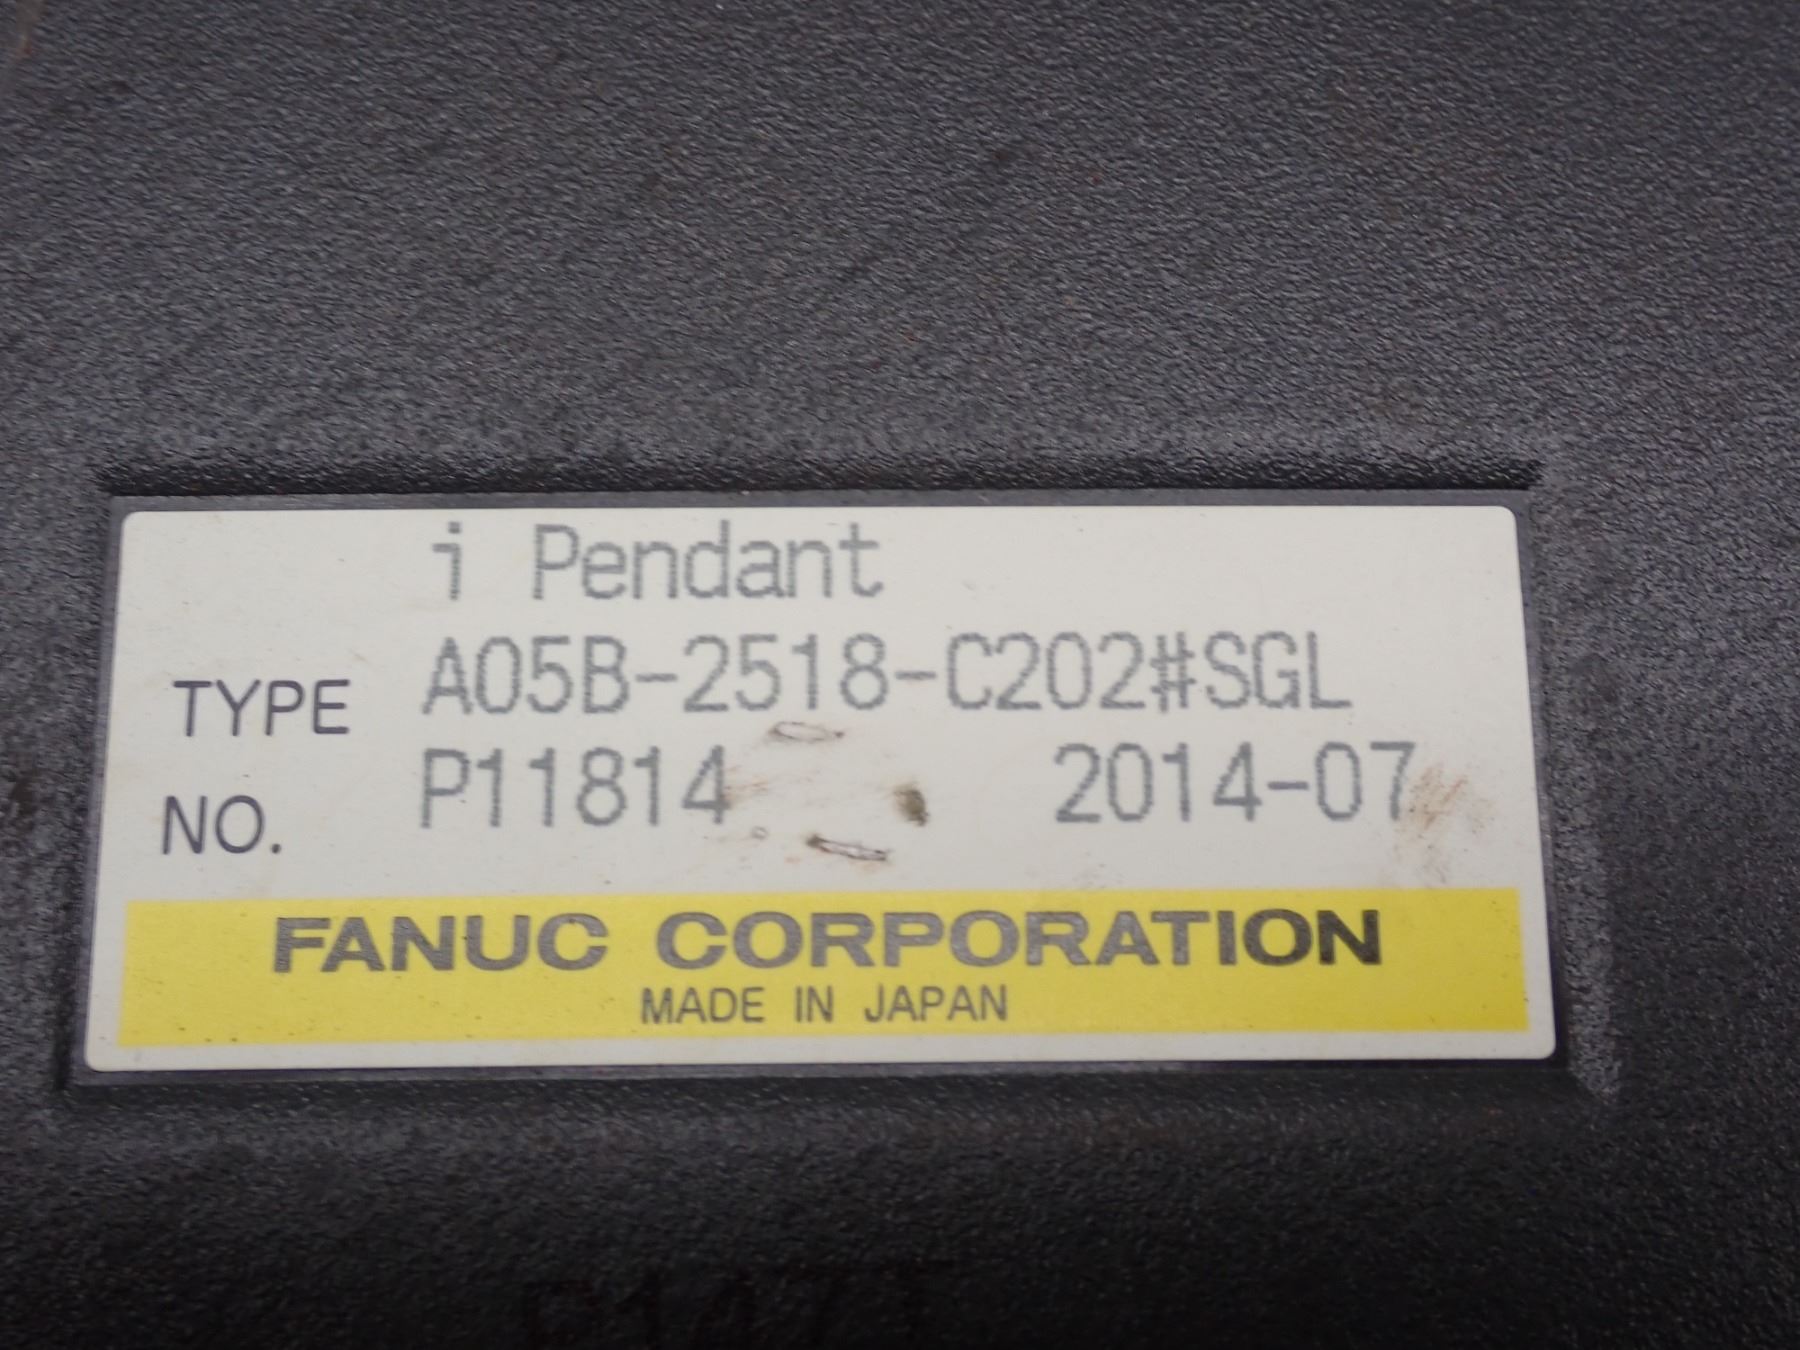 i Pendant
TYPE A05B-2518-C202#SGL
NO. P11814 2014-07
FANUC CORPORATION
MADE IN JAPAN